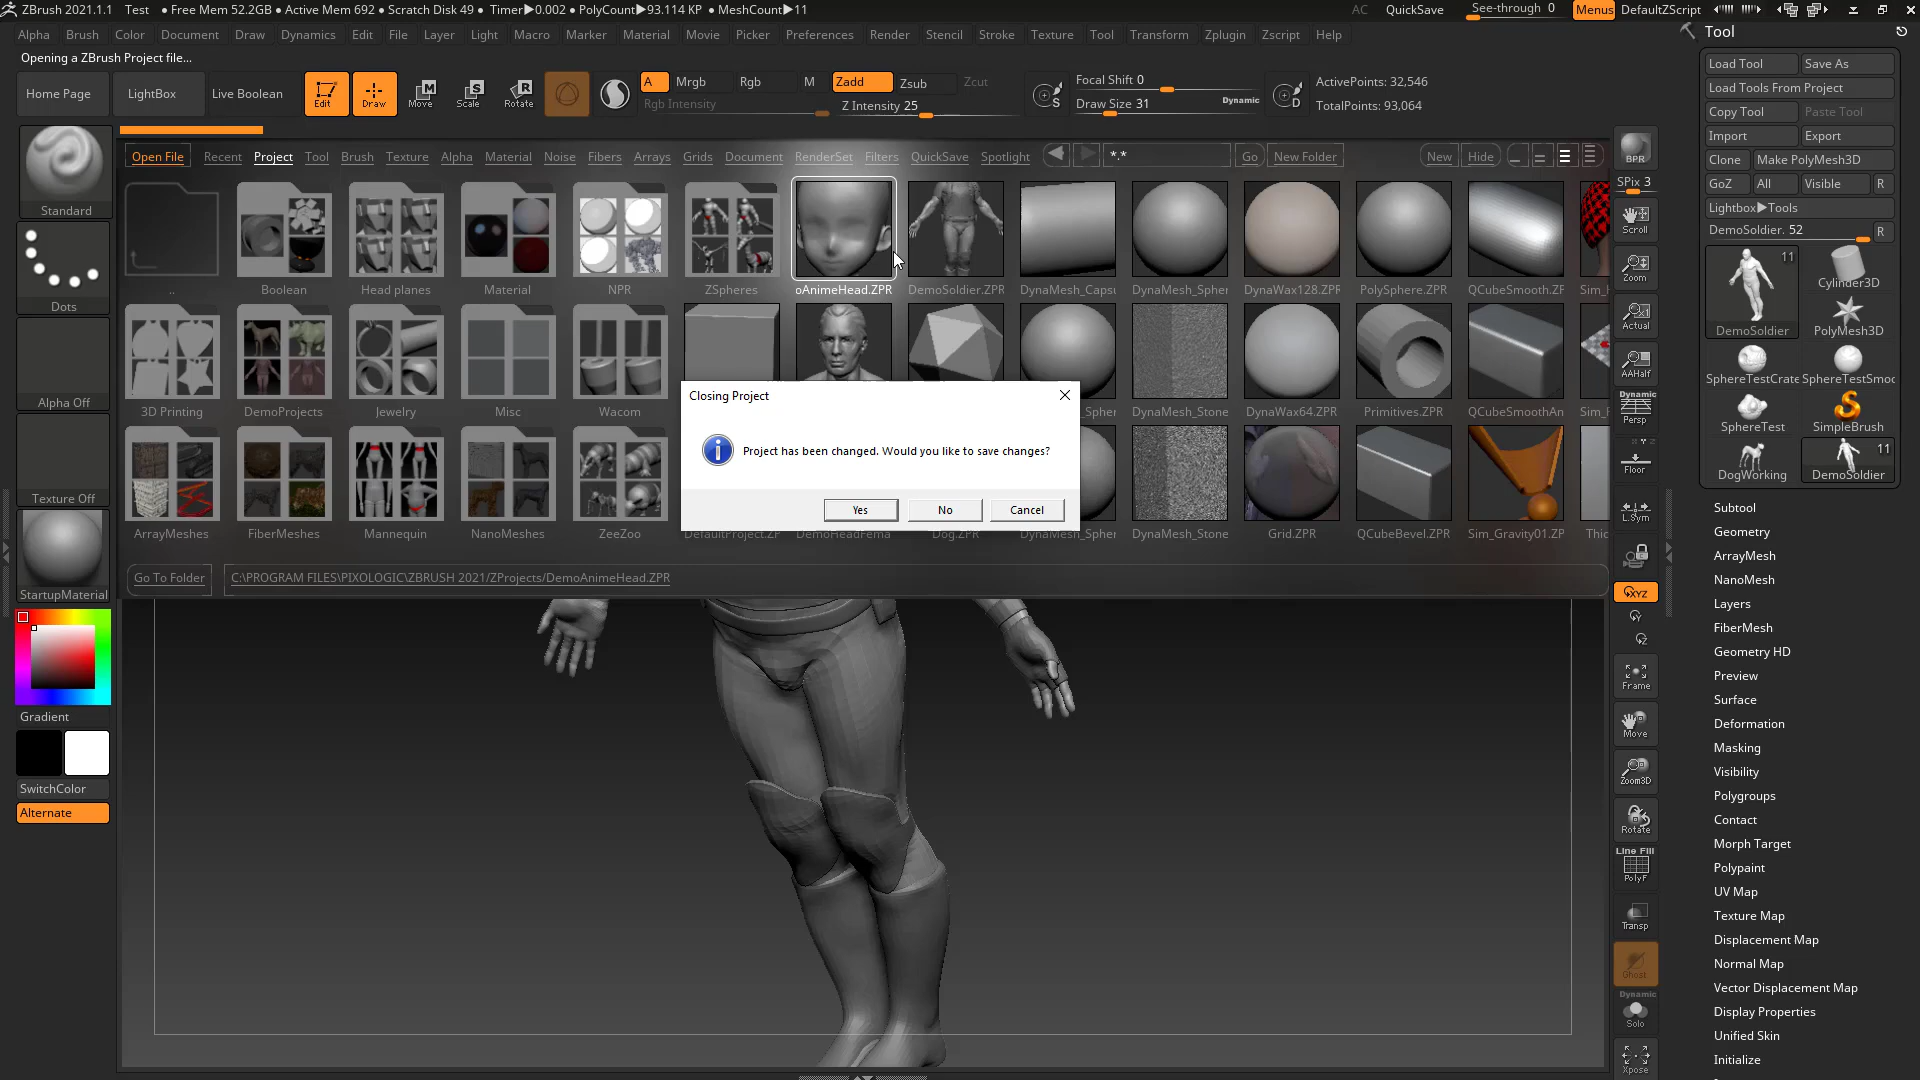 ZBrush 2021.1.1 Test • Free Mem 52.2GB • Active Mem 692 • Scratch Disk 49 • Timer▶0.002 • PolyCount▶93.114 KP • MeshCount▶11 AC QuickSave See-through 0 Menus DefaultZScript
Alpha Brush Color Document Draw Dynamics Edit File Layer Light Macro Marker Material Movie Picker Preferences Render Stencil Stroke Texture Tool Transform Zplugin Zscript Help
Opening a ZBrush Project file...
Home Page LightBox Live Boolean Edit Draw Move Scale Rotate
A Mrgb Rgb M Zadd Zsub Zcut
Rgb Intensity Z Intensity 25
S Focal Shift 0
Draw Size 31 Dynamic
D ActivePoints: 32,546
TotalPoints: 93,064
Open File Recent Project Tool Brush Texture Alpha Material Noise Fibers Arrays Grids Document RenderSet Filters QuickSave Spotlight *.* Go New Folder New Hide
.. Boolean Head planes Material NPR ZSpheres oAnimeHead.ZPR DemoSoldier.ZPR DynaMesh_Capsu DynaMesh_Spher DynaWax128.ZPR PolySphere.ZPR QCubeSmooth.ZF Sim_
3D Printing DemoProjects Jewelry Misc Wacom DynaMesh_Stone DynaWax64.ZPR Primitives.ZPR QCubeSmoothAn Sim_
ArrayMeshes FiberMeshes Mannequin NanoMeshes ZeeZoo DefaultProject.ZP DemoHeadFema Dog.ZPR DynaMesh_Spher DynaMesh_Stone Grid.ZPR QCubeBevel.ZPR Sim_Gravity01.ZP Thic
Closing Project
Project has been changed. Would you like to save changes?
Yes No Cancel
Go To Folder C:\PROGRAM FILES\PIXOLOGIC\ZBRUSH 2021/ZProjects/DemoAnimeHead.ZPR
Standard
Dots
Alpha Off
Texture Off
StartupMaterial
Gradient
SwitchColor
Alternate
BPR
SPix 3
Scroll
Zoom
Actual
AAHalf
Dynamic
Persp
Floor
L.Sym
XYZ
Y
Z
Frame
Move
Zoom3D
Rotate
Line Fill
PolyF
Transp
Ghost
Dynamic
Solo
Xpose
Tool
Load Tool Save As
Load Tools From Project
Copy Tool Paste Tool
Import Export
Clone Make PolyMesh3D
GoZ All Visible R
Lightbox▶Tools
DemoSoldier. 52 R
11
DemoSoldier
Cylinder3D
PolyMesh3D
SphereTestCrate SphereTestSmoo
SphereTest SimpleBrush
11
DogWorking DemoSoldier
Subtool
Geometry
ArrayMesh
NanoMesh
Layers
FiberMesh
Geometry HD
Preview
Surface
Deformation
Masking
Visibility
Polygroups
Contact
Morph Target
Polypaint
UV Map
Texture Map
Displacement Map
Normal Map
Vector Displacement Map
Display Properties
Unified Skin
Initialize